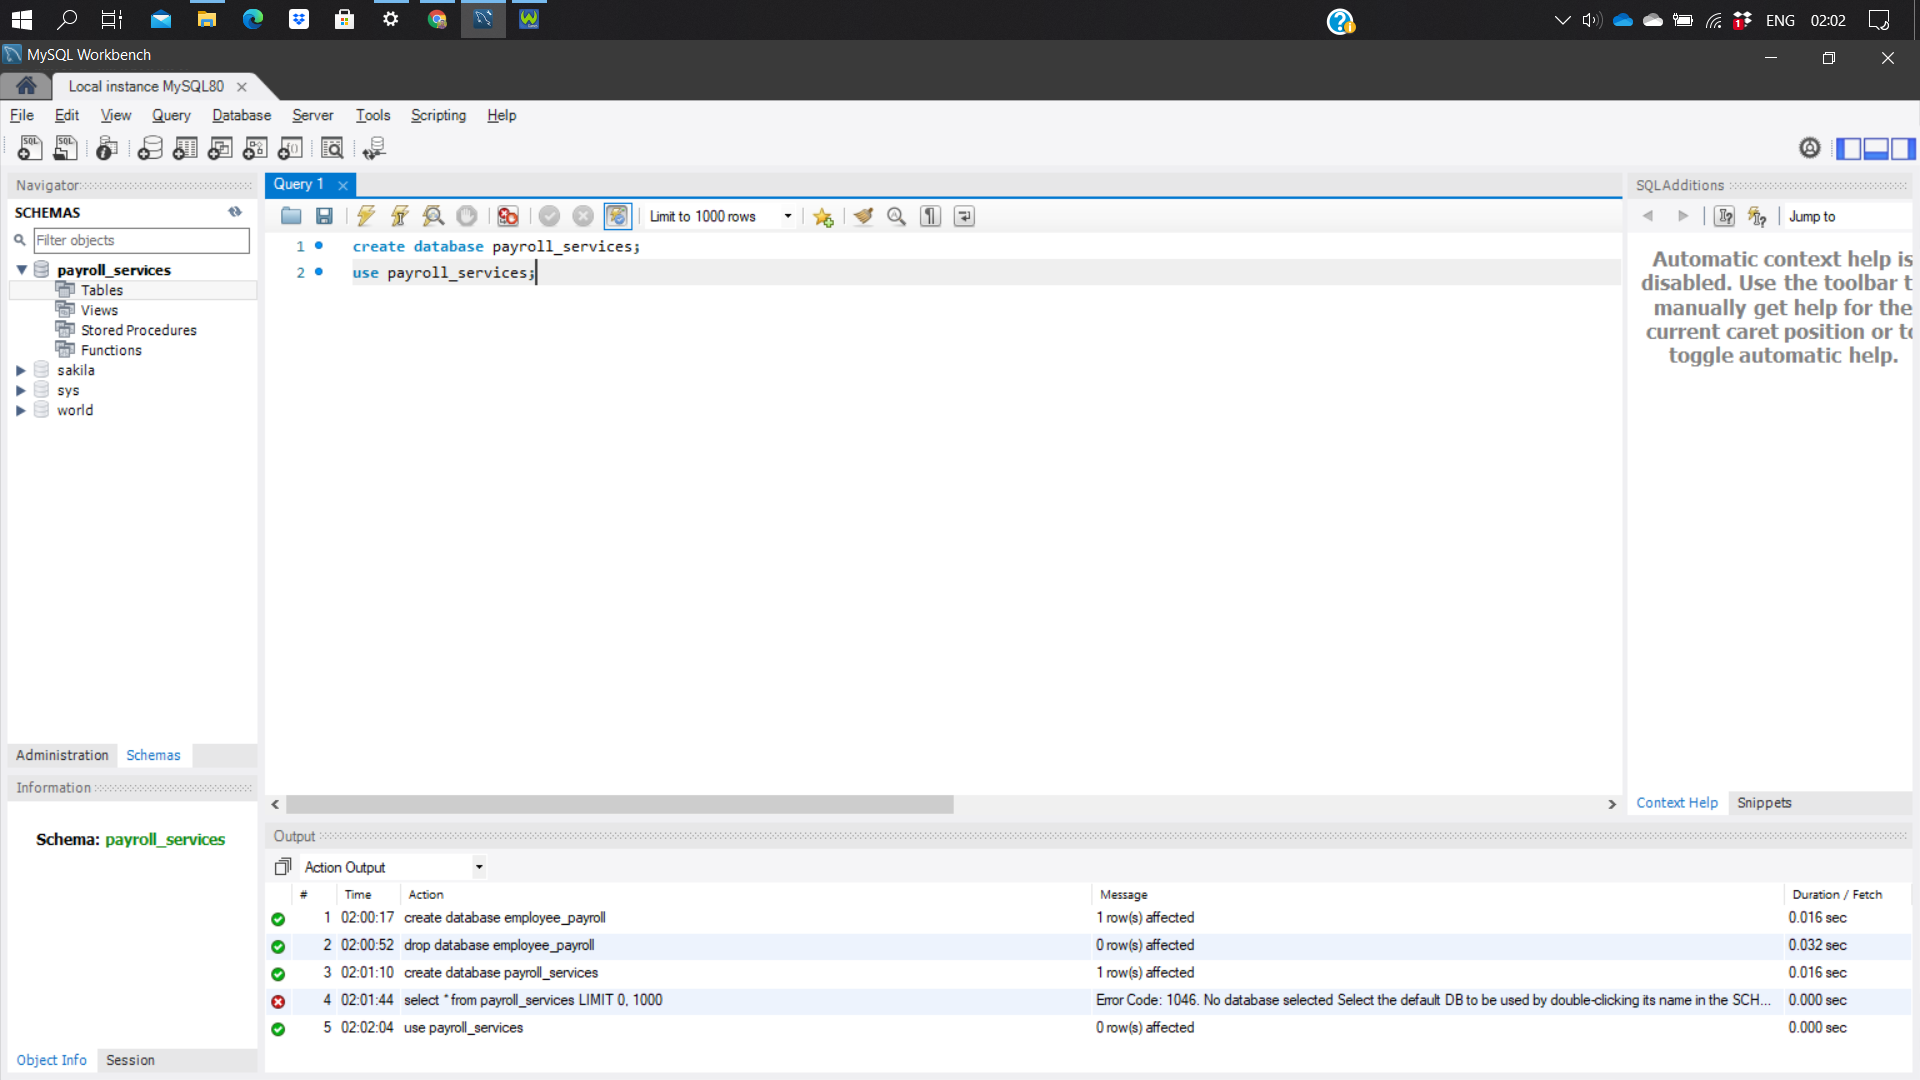 ENG 02:02
MySQL Workbench
Local instance MySQL80
File Edit View Query Database Server Tools Scripting Help
Navigator
SCHEMAS
Filter objects
payroll_services
Tables
Views
Stored Procedures
Functions
sakila
sys
world
Administration Schemas
Information
Schema: payroll_services
Object Info Session
Query 1
Limit to 1000 rows
1 create database payroll_services;
2 use payroll_services;
SQLAdditions
Jump to
Automatic context help is
disabled. Use the toolbar t
manually get help for the
current caret position or to
toggle automatic help.
Context Help Snippets
Output
Action Output
# Time Action Message Duration / Fetch
1 02:00:17 create database employee_payroll 1 row(s) affected 0.016 sec
2 02:00:52 drop database employee_payroll 0 row(s) affected 0.032 sec
3 02:01:10 create database payroll_services 1 row(s) affected 0.016 sec
4 02:01:44 select * from payroll_services LIMIT 0, 1000 Error Code: 1046. No database selected Select the default DB to be used by double-clicking its name in the SCH... 0.000 sec
5 02:02:04 use payroll_services 0 row(s) affected 0.000 sec